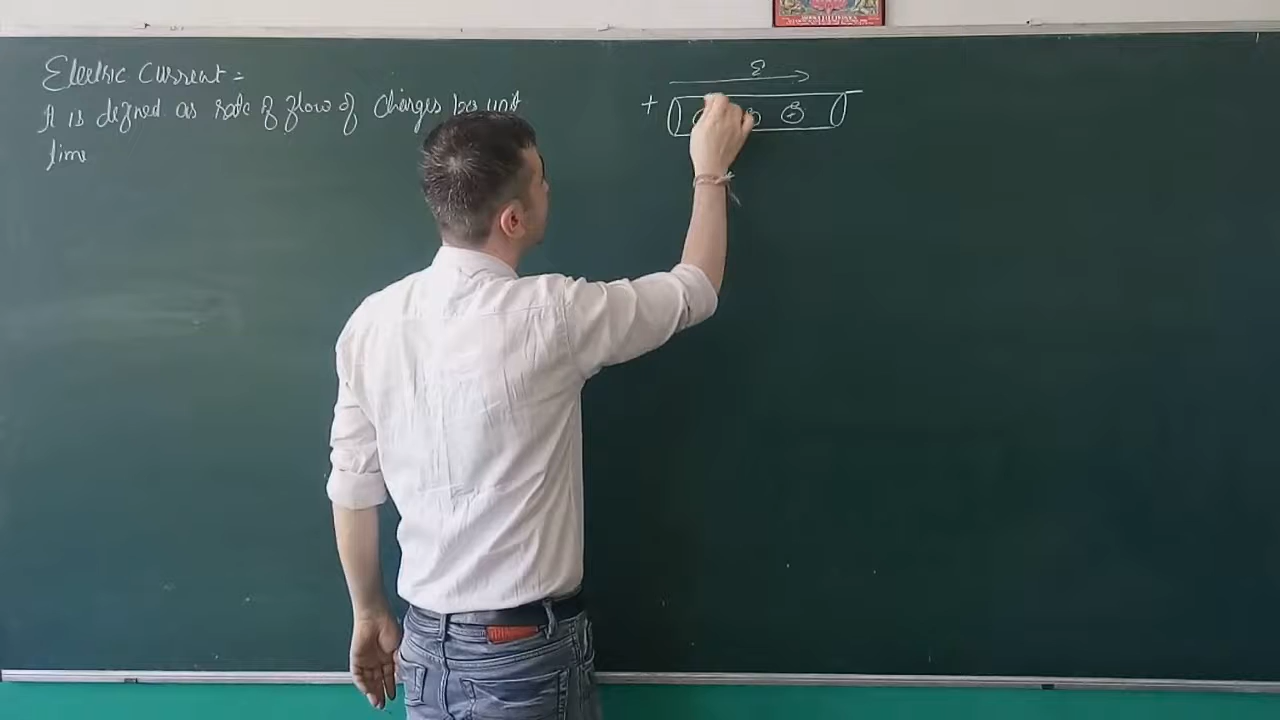 Electric Current =
It is defined as rate of flow of charges per unit
time
E
+ −
+